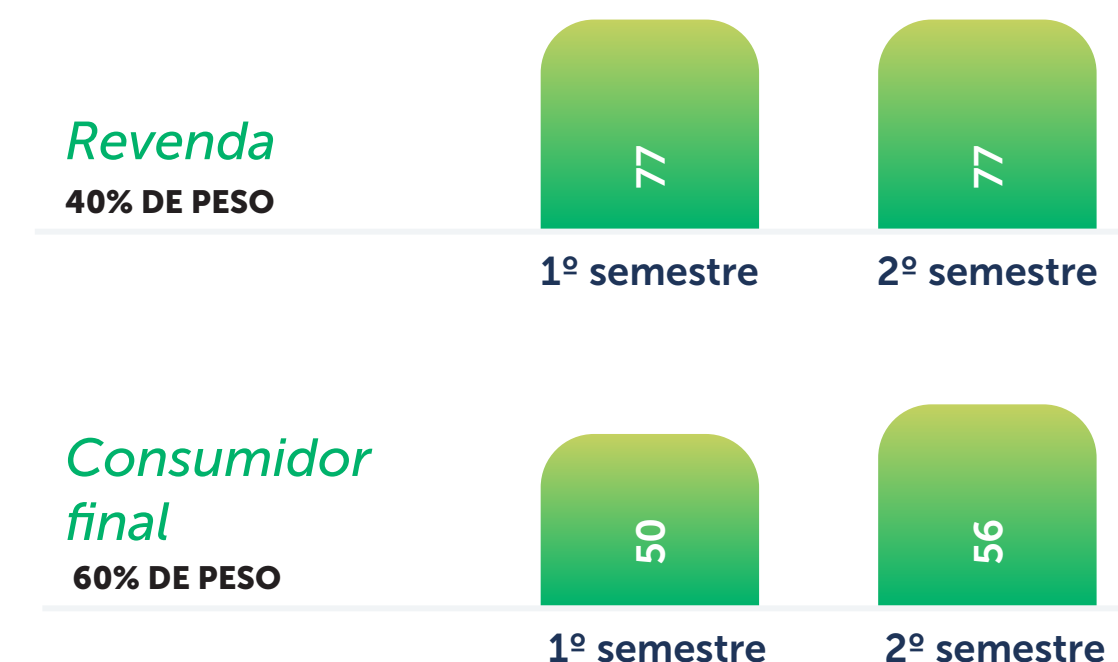 Revenda
40% DE PESO
77
77
1º semestre
2º semestre
Consumidor
final
60% DE PESO
50
56
1º semestre
2º semestre